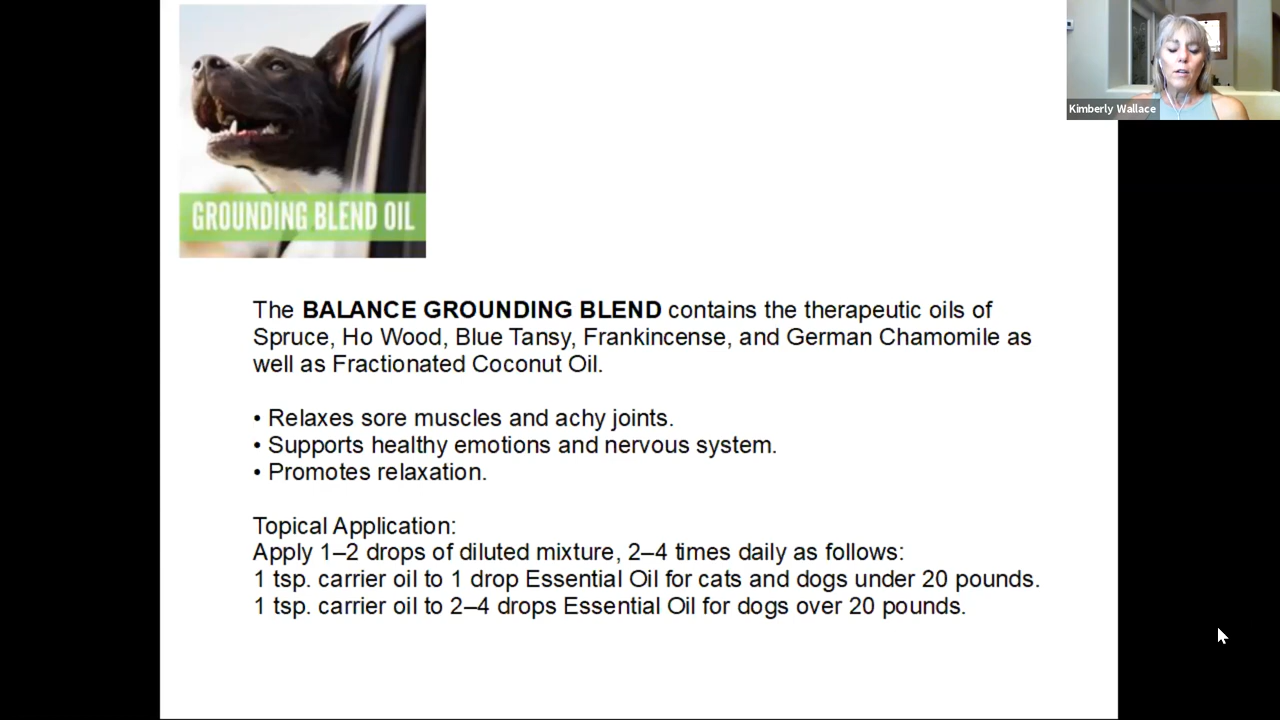 Kimberly Wallace
GROUNDING BLEND OIL
The BALANCE GROUNDING BLEND contains the therapeutic oils of
Spruce, Ho Wood, Blue Tansy, Frankincense, and German Chamomile as
well as Fractionated Coconut Oil.
• Relaxes sore muscles and achy joints.
• Supports healthy emotions and nervous system.
• Promotes relaxation.
Topical Application:
Apply 1–2 drops of diluted mixture, 2–4 times daily as follows:
1 tsp. carrier oil to 1 drop Essential Oil for cats and dogs under 20 pounds.
1 tsp. carrier oil to 2–4 drops Essential Oil for dogs over 20 pounds.